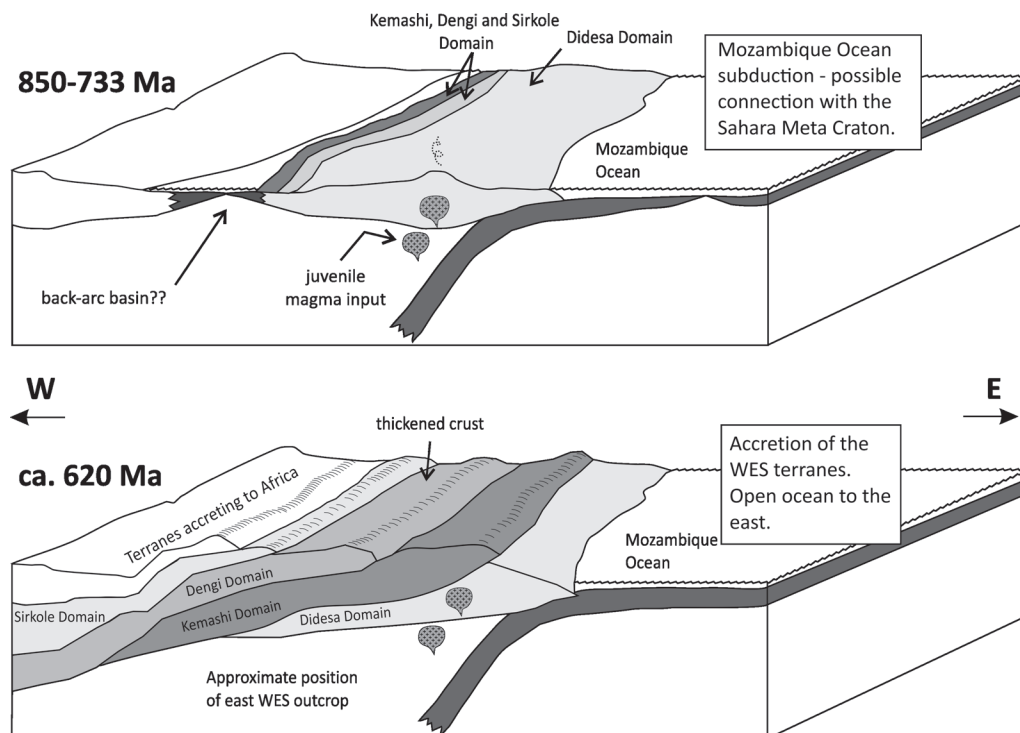 850-733 Ma
Kemashi, Dengi and Sirkole
Domain
Didesa Domain
Mozambique Ocean
subduction - possible
connection with the
Sahara Meta Craton.
Mozambique
Ocean
back-arc basin??
juvenile
magma input
W
E
ca. 620 Ma
thickened crust
Accretion of the
WES terranes.
Open ocean to the
east.
Terranes accreting to Africa
Mozambique
Ocean
Dengi Domain
Sirkole Domain
Kemashi Domain
Didesa Domain
Approximate position
of east WES outcrop